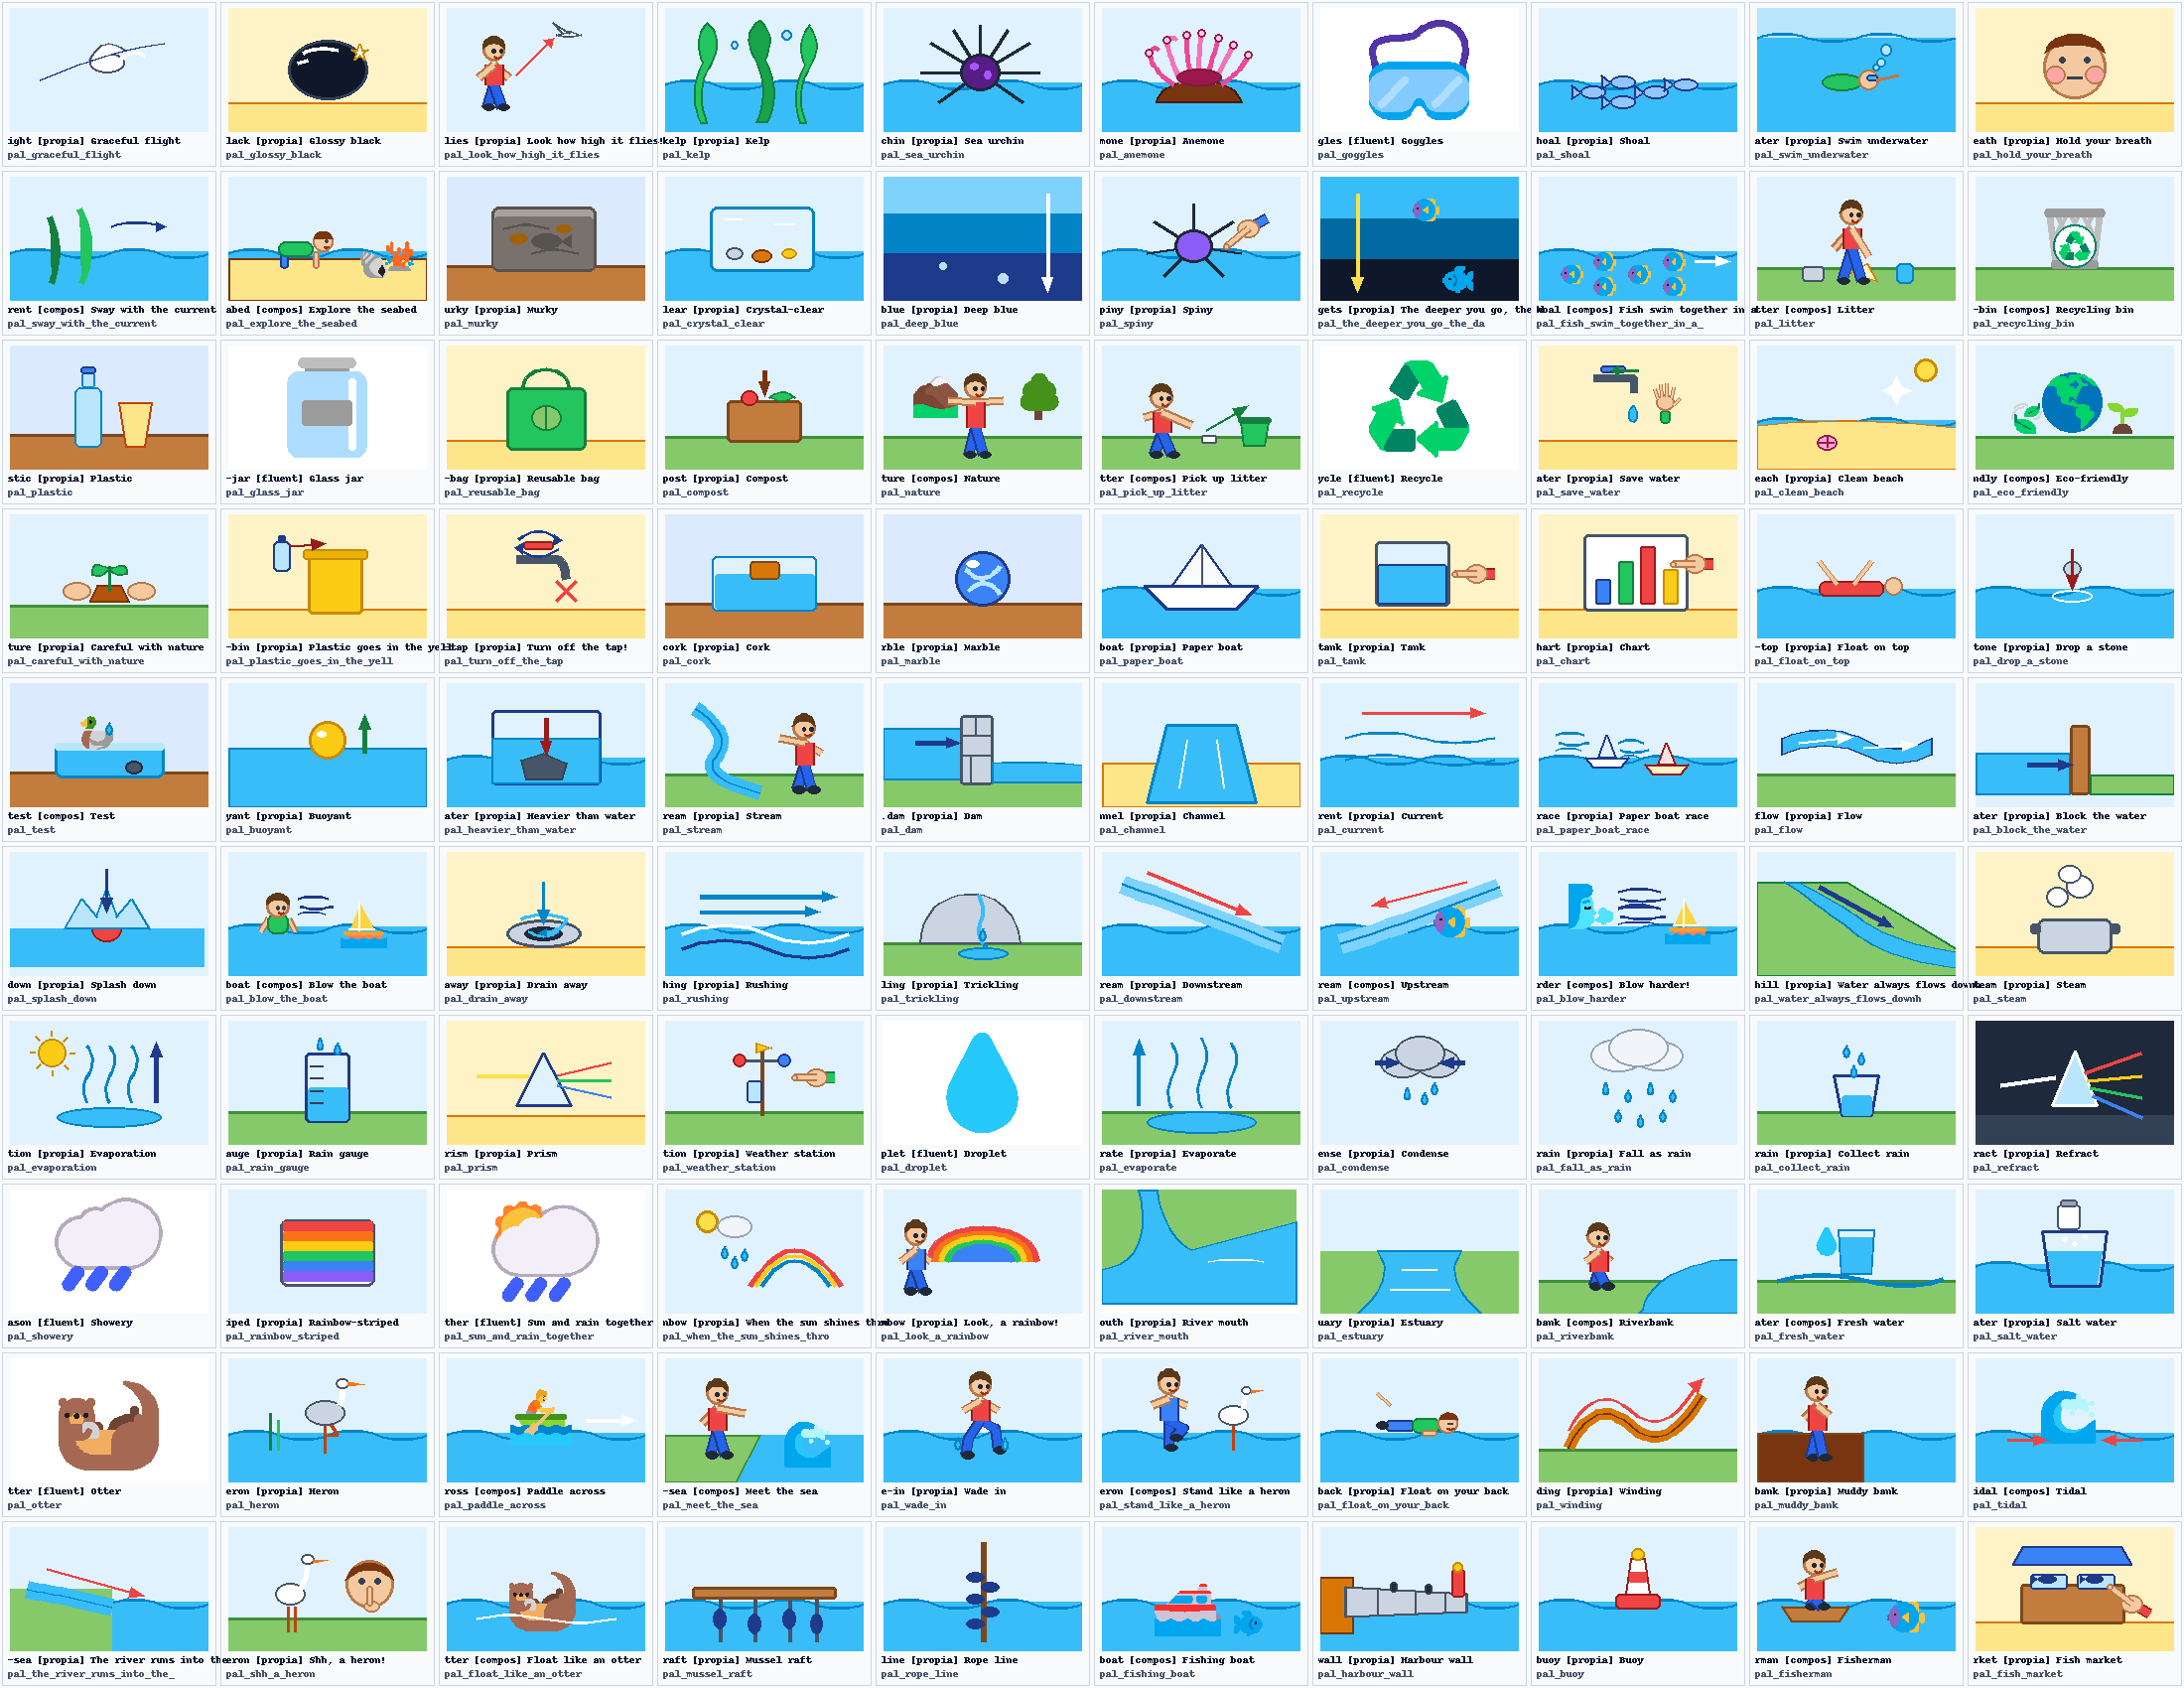 ight [propia] Graceful flight
pal_graceful_flight
lack [propia] Glossy black
pal_glossy_black
lies [propia] Look how high it flies!
pal_look_how_high_it_flies
kelp [propia] Kelp
pal_kelp
chin [propia] Sea urchin
pal_sea_urchin
mone [propia] Anemone
pal_anemone
gles [fluent] Goggles
pal_goggles
hoal [propia] Shoal
pal_shoal
ater [propia] Swim underwater
pal_swim_underwater
eath [propia] Hold your breath
pal_hold_your_breath
rent [compos] Sway with the current
pal_sway_with_the_current
abed [compos] Explore the seabed
pal_explore_the_seabed
urky [propia] Murky
pal_murky
lear [propia] Crystal-clear
pal_crystal_clear
blue [propia] Deep blue
pal_deep_blue
piny [propia] Spiny
pal_spiny
gets [propia] The deeper you go, the
pal_the_deeper_you_go_the_da
[compos] Fish swim together in
pal_fish_swim_together_in_a_
tter [compos] Litter
pal_litter
-bin [propia] Recycling bin
pal_recycling_bin
stic [propia] Plastic
pal_plastic
-jar [fluent] Glass jar
pal_glass_jar
-bag [propia] Reusable bag
pal_reusable_bag
post [propia] Compost
pal_compost
ture [compos] Nature
pal_nature
tter [compos] Pick up litter
pal_pick_up_litter
ycle [fluent] Recycle
pal_recycle
ater [propia] Save water
pal_save_water
each [propia] Clean beach
pal_clean_beach
ndly [compos] Eco-friendly
pal_eco_friendly
ture [propia] Careful with nature
pal_careful_with_nature
-bin [propia] Plastic goes in the
pal_plastic_goes_in_the_yell
tap [propia] Turn off the tap!
pal_turn_off_the_tap
cork [propia] Cork
pal_cork
rble [propia] Marble
pal_marble
boat [propia] Paper boat
pal_paper_boat
tank [propia] Tank
pal_tank
hart [propia] Chart
pal_chart
-top [propia] Float on top
pal_float_on_top
tone [propia] Drop a stone
pal_drop_a_stone
test [compos] Test
pal_test
yant [propia] Buoyant
pal_buoyant
ater [propia] Heavier than water
pal_heavier_than_water
ream [propia] Stream
pal_stream
.dam [propia] Dam
pal_dam
nnel [propia] Channel
pal_channel
rent [propia] Current
pal_current
race [propia] Paper boat race
pal_paper_boat_race
flow [propia] Flow
pal_flow
ater [propia] Block the water
pal_block_the_water
down [propia] Splash down
pal_splash_down
boat [compos] Blow the boat
pal_blow_the_boat
away [propia] Drain away
pal_drain_away
hing [propia] Rushing
pal_rushing
ling [propia] Trickling
pal_trickling
ream [propia] Downstream
pal_downstream
ream [compos] Upstream
pal_upstream
rder [compos] Blow harder!
pal_blow_harder
hill [propia] Water always flows
pal_water_always_flows_downh
team [propia] Steam
pal_steam
tion [propia] Evaporation
pal_evaporation
auge [propia] Rain gauge
pal_rain_gauge
rism [propia] Prism
pal_prism
tion [propia] Weather station
pal_weather_station
plet [fluent] Droplet
pal_droplet
rate [propia] Evaporate
pal_evaporate
ense [propia] Condense
pal_condense
rain [propia] Fall as rain
pal_fall_as_rain
rain [propia] Collect rain
pal_collect_rain
ract [propia] Refract
pal_refract
ason [fluent] Showery
pal_showery
iped [propia] Rainbow-striped
pal_rainbow_striped
ther [fluent] Sun and rain together
pal_sun_and_rain_together
nbow [propia] When the sun shines
pal_when_the_sun_shines_thro
nbow [propia] Look, a rainbow!
pal_look_a_rainbow
outh [propia] River mouth
pal_river_mouth
uary [propia] Estuary
pal_estuary
bank [compos] Riverbank
pal_riverbank
ater [compos] Fresh water
pal_fresh_water
ater [propia] Salt water
pal_salt_water
tter [fluent] Otter
pal_otter
eron [propia] Heron
pal_heron
ross [compos] Paddle across
pal_paddle_across
-sea [compos] Meet the sea
pal_meet_the_sea
e-in [propia] Wade in
pal_wade_in
eron [compos] Stand like a heron
pal_stand_like_a_heron
back [propia] Float on your back
pal_float_on_your_back
ding [propia] Winding
pal_winding
bank [propia] Muddy bank
pal_muddy_bank
idal [compos] Tidal
pal_tidal
-sea [propia] The river runs into the
pal_the_river_runs_into_the_
eron [propia] Shh, a heron!
pal_shh_a_heron
tter [compos] Float like an otter
pal_float_like_an_otter
raft [propia] Mussel raft
pal_mussel_raft
line [propia] Rope line
pal_rope_line
boat [compos] Fishing boat
pal_fishing_boat
wall [propia] Harbour wall
pal_harbour_wall
buoy [propia] Buoy
pal_buoy
rman [compos] Fisherman
pal_fisherman
rket [propia] Fish market
pal_fish_market